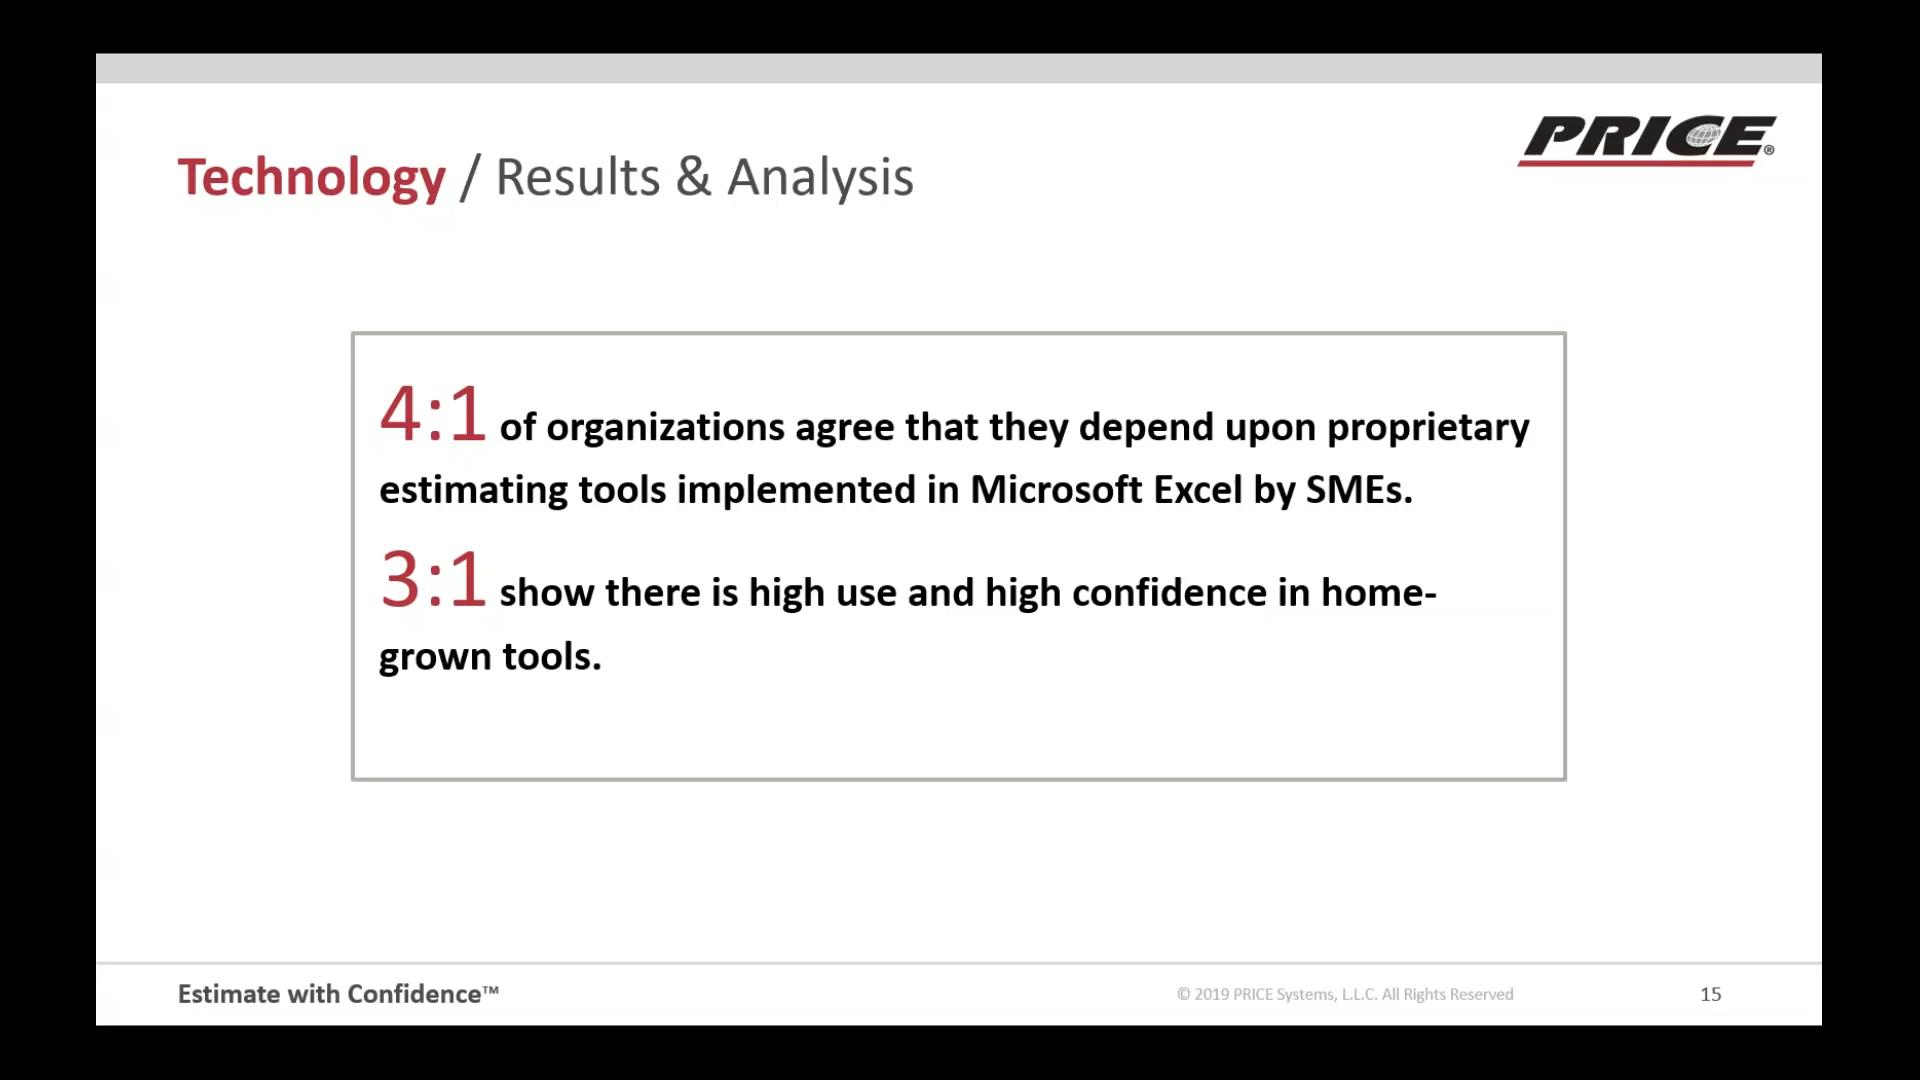 PRICE®
Technology / Results & Analysis
4:1 of organizations agree that they depend upon proprietary
estimating tools implemented in Microsoft Excel by SMEs.
3:1 show there is high use and high confidence in home-
grown tools.
Estimate with Confidence™
© 2019 PRICE Systems, L.L.C. All Rights Reserved
15